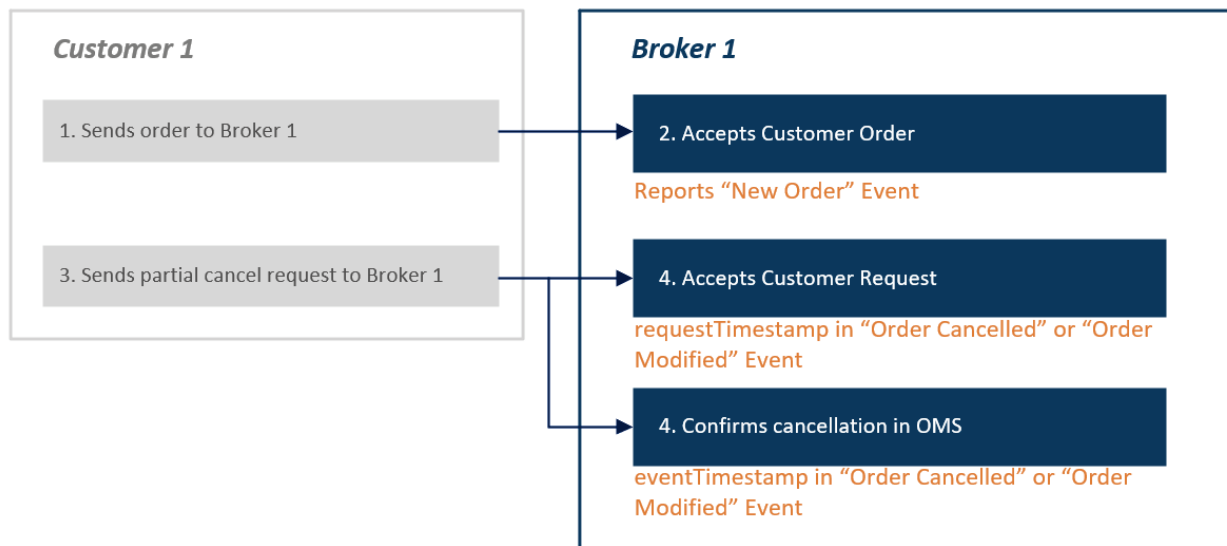 Customer 1
Broker 1
1. Sends order to Broker 1
2. Accepts Customer Order
Reports “New Order” Event
3. Sends partial cancel request to Broker 1
4. Accepts Customer Request
requestTimestamp in “Order Cancelled” or “Order
Modified” Event
4. Confirms cancellation in OMS
eventTimestamp in “Order Cancelled” or “Order
Modified” Event